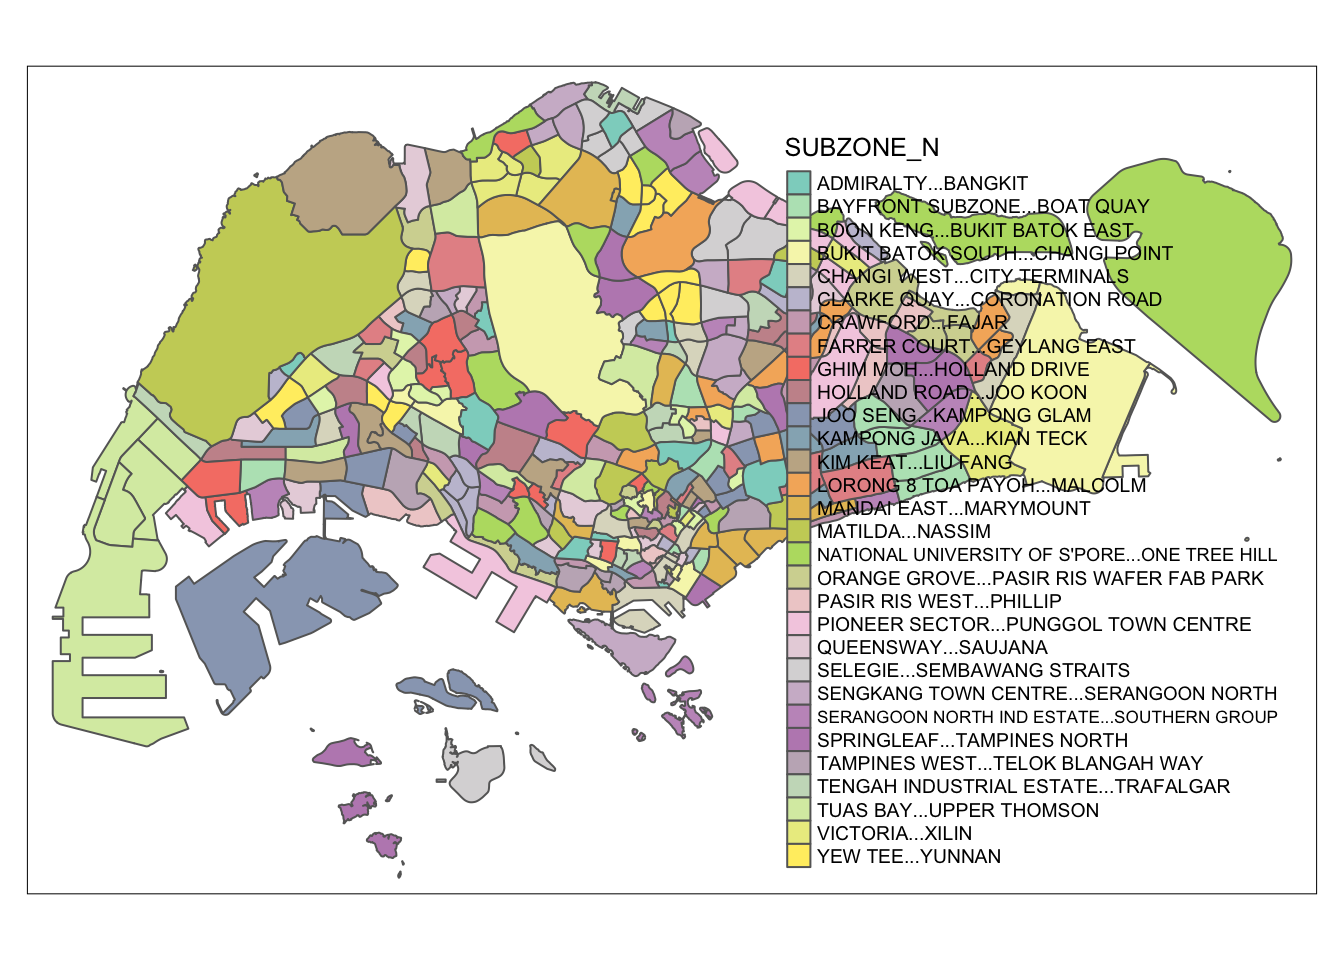 SUBZONE_N
ADMIRALTY...BANGKIT
BAYFRONT SUBZONE...BOAT QUAY
BOON KENG...BUKIT BATOK EAST
BUKIT BATOK SOUTH...CHANGI POINT
CHANGI WEST...CITY TERMINALS
CLARKE QUAY...CORONATION ROAD
CRAWFORD...FAJAR
FARRER COURT...GEYLANG EAST
GHIM MOH...HOLLAND DRIVE
HOLLAND ROAD...JOO KOON
JOO SENG...KAMPONG GLAM
KAMPONG JAVA...KIAN TECK
KIM KEAT...LIU FANG
LORONG 8 TOA PAYOH...MALCOLM
MANDAI EAST...MARYMOUNT
MATILDA...NASSIM
NATIONAL UNIVERSITY OF S'PORE...ONE TREE HILL
ORANGE GROVE...PASIR RIS WAFER FAB PARK
PASIR RIS WEST...PHILLIP
PIONEER SECTOR...PUNGGOL TOWN CENTRE
QUEENSWAY...SAUJANA
SELEGIE...SEMBAWANG STRAITS
SENGKANG TOWN CENTRE...SERANGOON NORTH
SERANGOON NORTH IND ESTATE...SOUTHERN GROUP
SPRINGLEAF...TAMPINES NORTH
TAMPINES WEST...TELOK BLANGAH WAY
TENGAH INDUSTRIAL ESTATE...TRAFALGAR
TUAS BAY...UPPER THOMSON
VICTORIA...XILIN
YEW TEE...YUNNAN